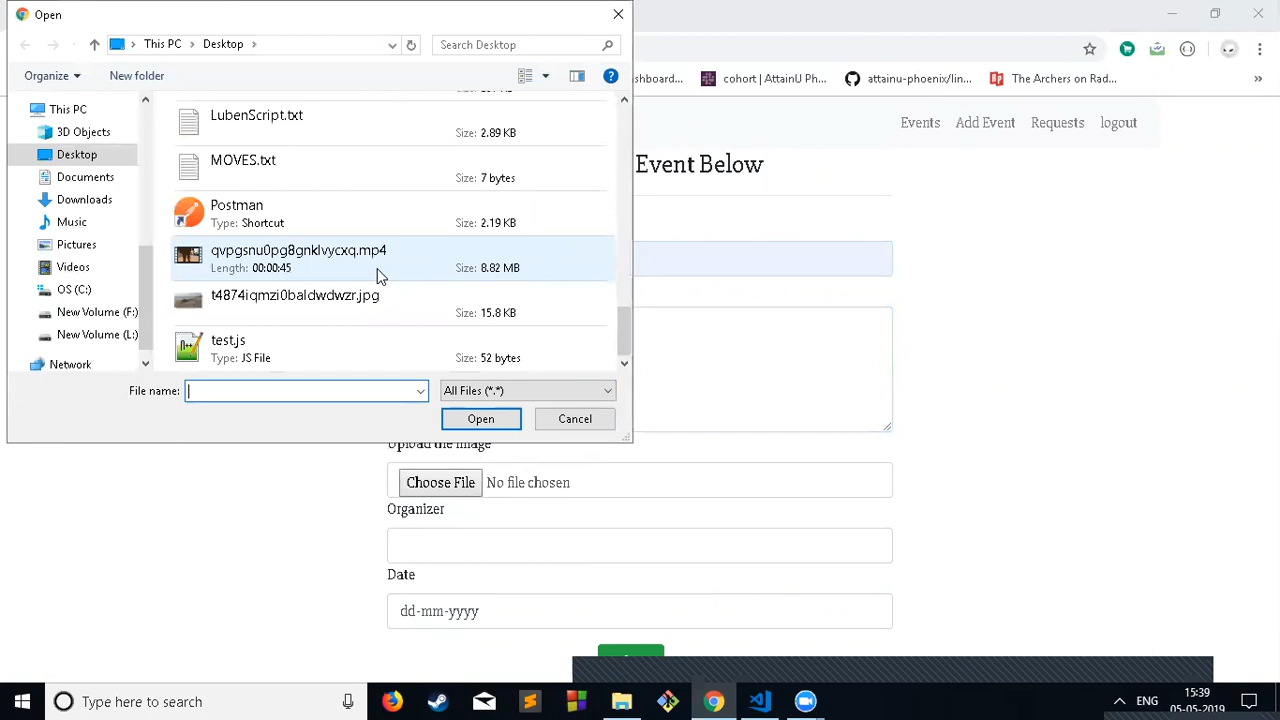 Open
This PC
Desktop
Search Desktop
Organize
New folder
This PC
3D Objects
Desktop
Documents
Downloads
Music
Pictures
Videos
OS (C:)
New Volume (F:)
New Volume (L:)
Network
LubenScript.txt
Size: 2.89 KB
MOVES.txt
Size: 7 bytes
Postman
Type: Shortcut
Size: 2.19 KB
qvpgsnu0pg8gnklvycxq.mp4
Length: 00:00:45
Size: 8.82 MB
t4874iqmzi0baldwdwzr.jpg
15.8 KB
test.js
Type: JS File
Size: 52 bytes
File name:
All Files (*.*)
Open
Cancel
ashboard...
cohort | AttainU Ph...
attainu-phoenix/lin...
The Archers on Rad...
»
Events
Add Event
Requests
logout
Event Below
Upload the image
Choose File
No file chosen
Organizer
Date
dd-mm-yyyy
Type here to search
ENG
15:39
05-05-2019